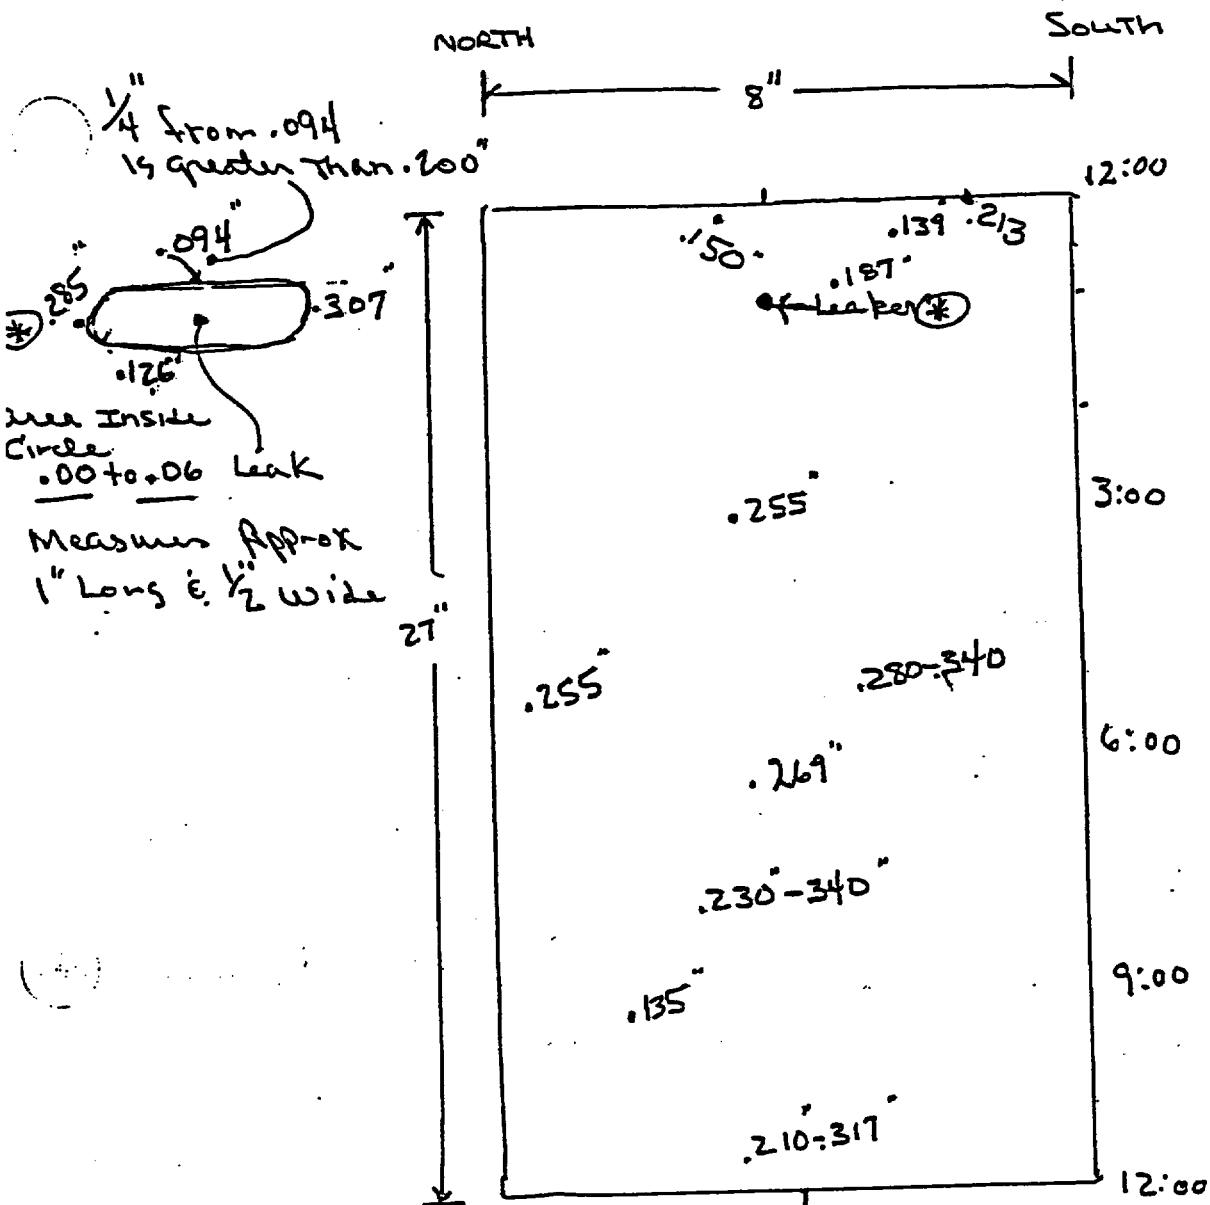 NORTH
SOUTH
8"
1/4" from .094
is greater Than .200"
12:00
.094"
.150"
.139" .213
.187"
.285"
.307"
Leaker *
*
.126"
Inside
Circle
.00 to .06 Leak
.255"
3:00
Measures Approx
1" Long & 1/2" wide
27"
.255"
.280-.340
6:00
.269"
.230"-340"
9:00
.135"
.210"-.317"
12:00